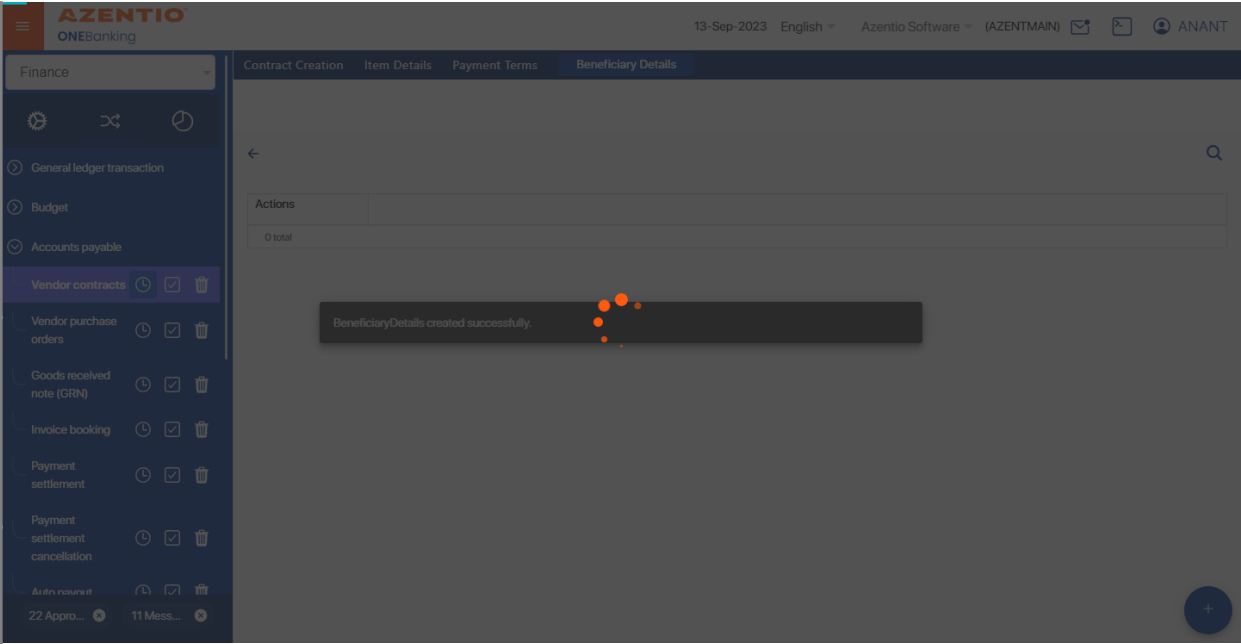 AZENTIO
ONEBanking
13-Sep-2023 English Azentio Software (AZENTMAIN) ANANT
Finance
Contract Creation Item Details Payment Terms Beneficiary Details
General ledger transaction
Budget
Accounts payable
Vendor contracts
Vendor purchase
orders
Goods received
note (GRN)
Invoice booking
Payment
settlement
Payment
settlement
cancellation
Auto payout
22 Appro...
11 Mess...
Actions
0 total
BeneficiaryDetails created successfully.